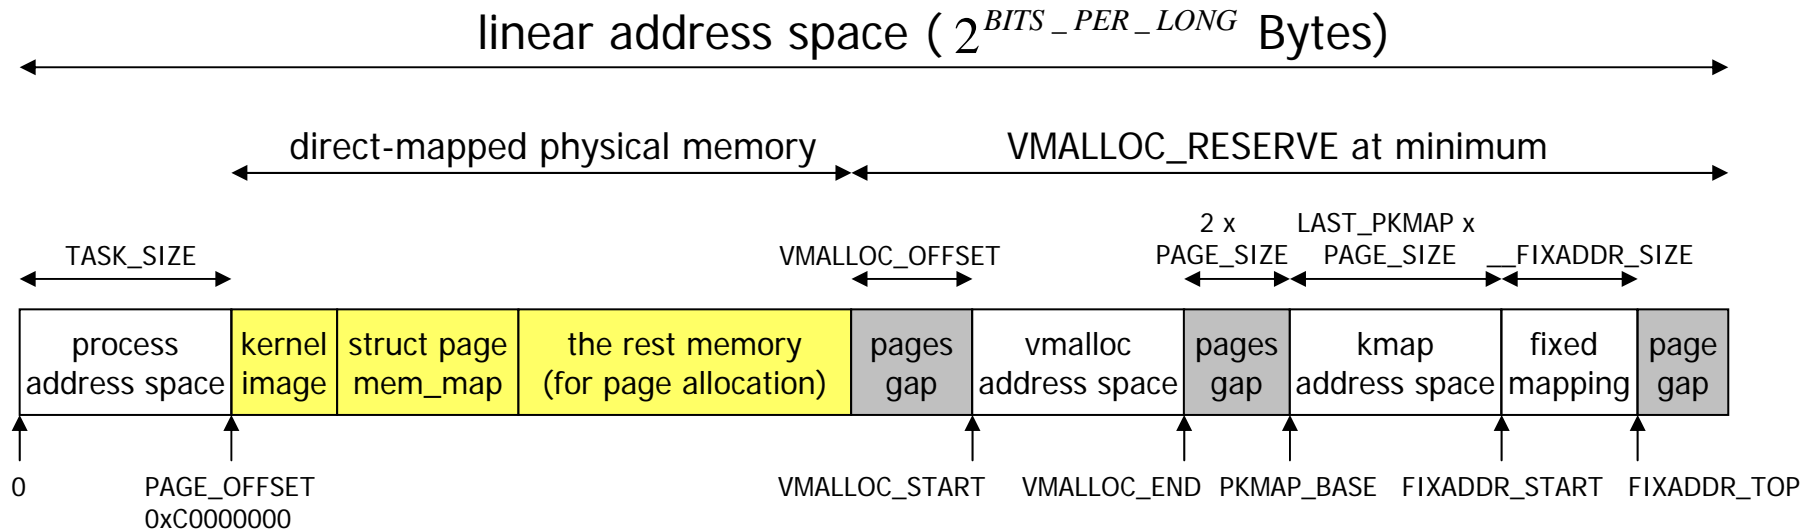 linear address space ( 2^BITS_PER_LONG Bytes)
direct-mapped physical memory
VMALLOC_RESERVE at minimum
TASK_SIZE
VMALLOC_OFFSET
2 x
PAGE_SIZE
LAST_PKMAP x
PAGE_SIZE
__FIXADDR_SIZE
process
address space
kernel
image
struct page
mem_map
the rest memory
(for page allocation)
pages
gap
vmalloc
address space
pages
gap
kmap
address space
fixed
mapping
page
gap
0
PAGE_OFFSET
0xC0000000
VMALLOC_START
VMALLOC_END
PKMAP_BASE
FIXADDR_START
FIXADDR_TOP